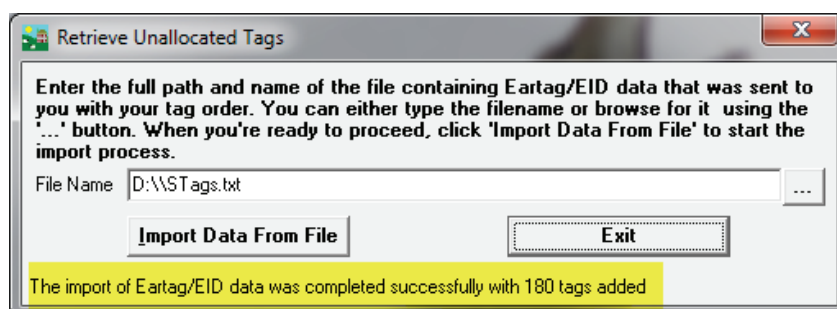 Retrieve Unallocated Tags
Enter the full path and name of the file containing Eartag/EID data that was sent to
you with your tag order. You can either type the filename or browse for it  using the
'...' button. When you're ready to proceed, click 'Import Data From File' to start the
import process.
File Name D:\\STags.txt ...
Import Data From File Exit
The import of Eartag/EID data was completed successfully with 180 tags added